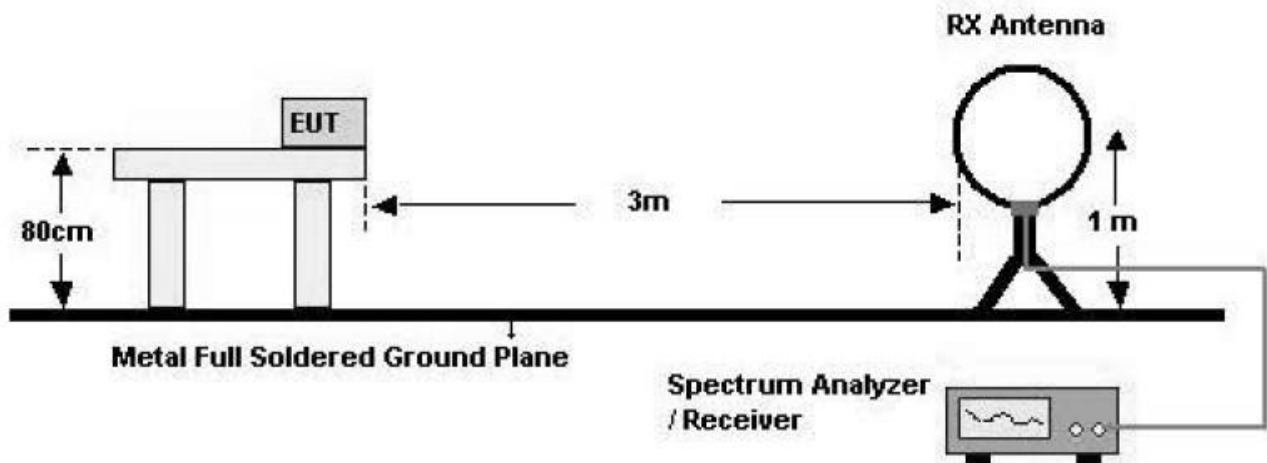 RX Antenna
EUT
80cm
3m
1 m
Metal Full Soldered Ground Plane
Spectrum Analyzer
/ Receiver